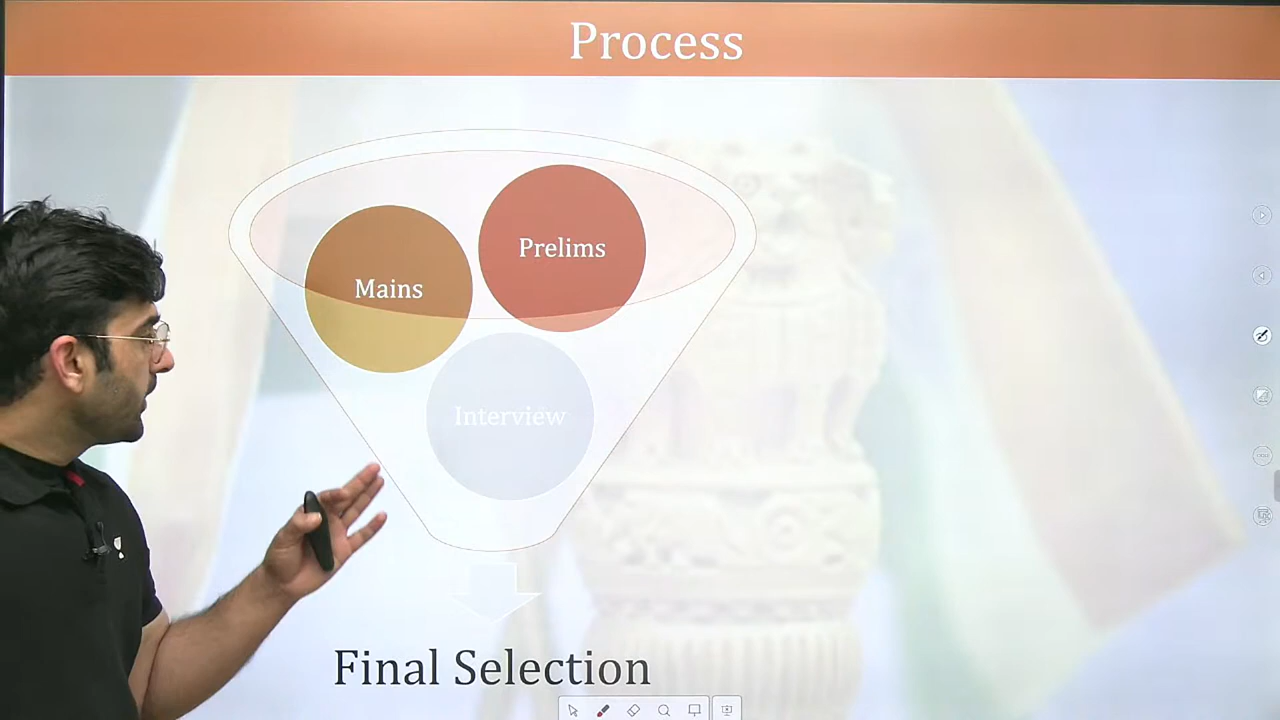 Process
Prelims
Mains
Interview
Final Selection